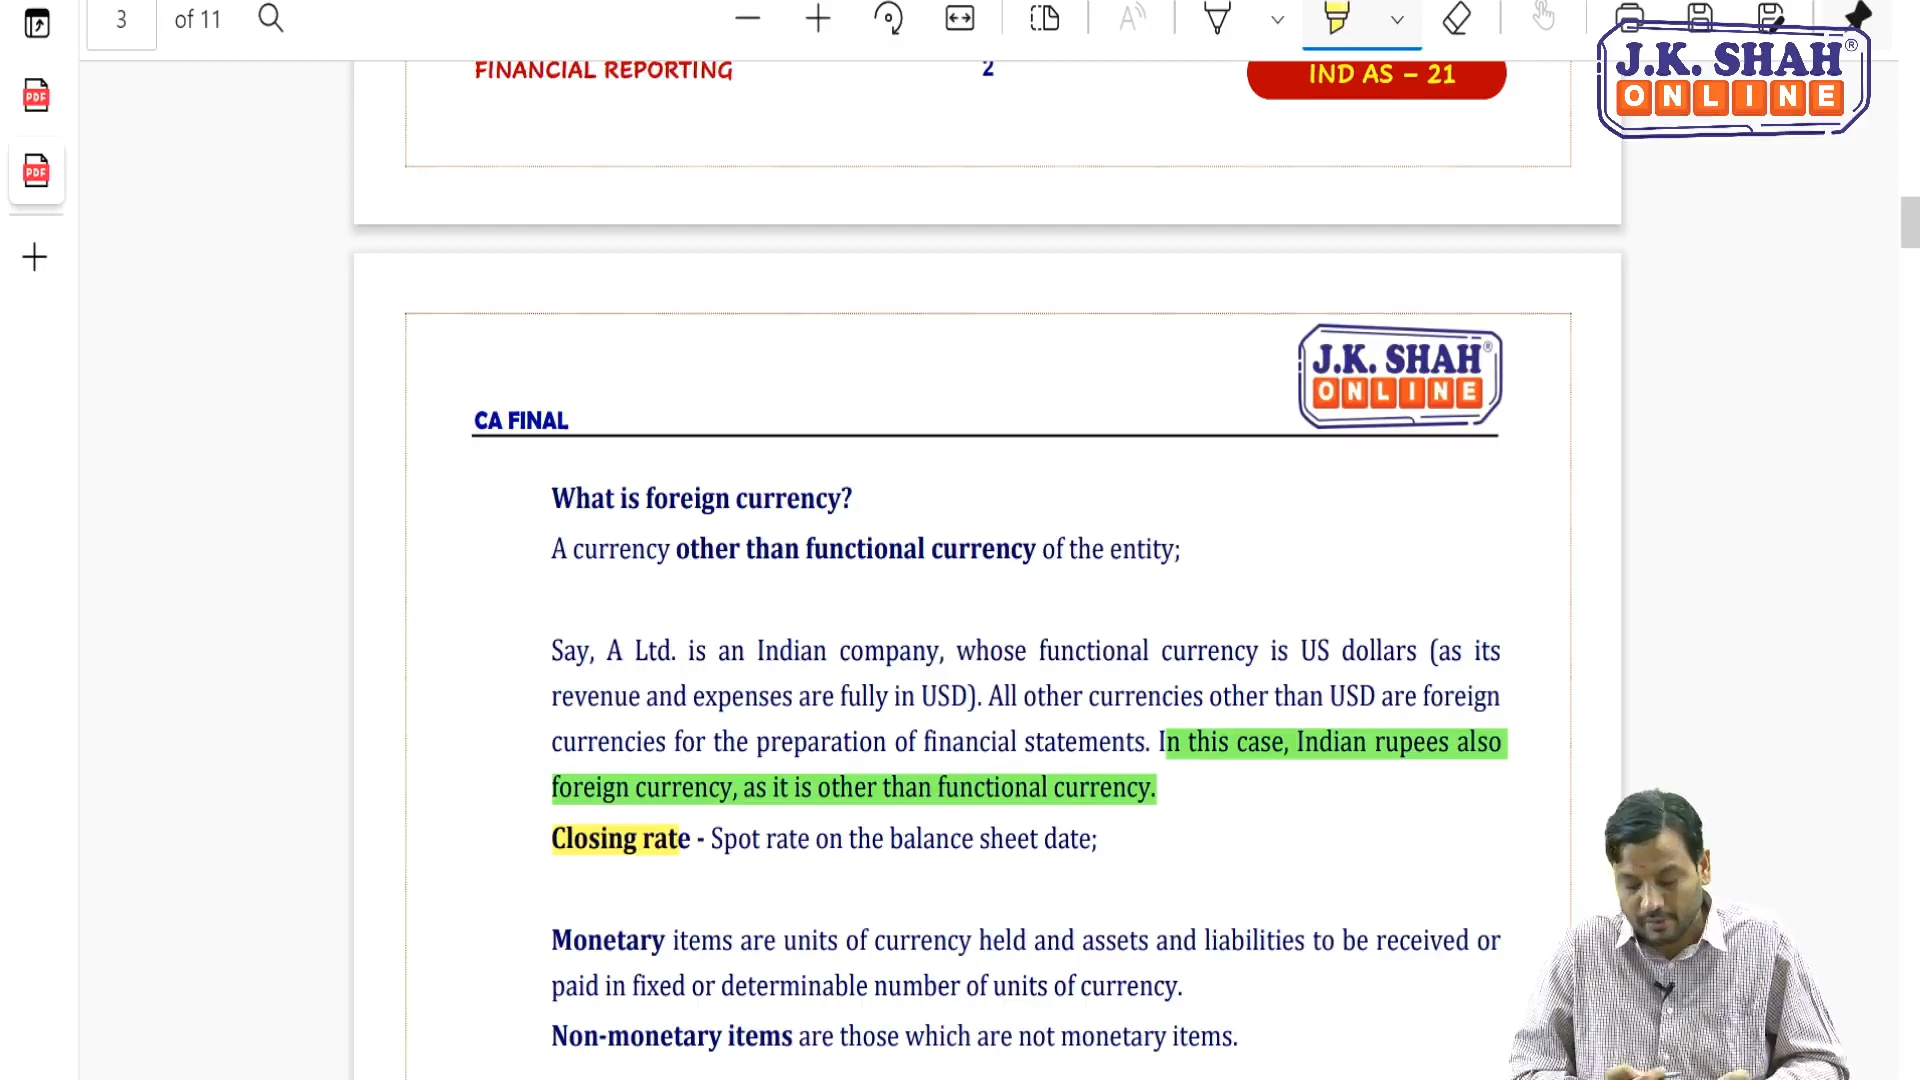 3 of 11
PDF
PDF
J.K. SHAH®
ONLINE
FINANCIAL REPORTING 2 IND AS – 21
J.K. SHAH®
ONLINE
CA FINAL
What is foreign currency?
A currency other than functional currency of the entity;
Say, A Ltd. is an Indian company, whose functional currency is US dollars (as its
revenue and expenses are fully in USD). All other currencies other than USD are foreign
currencies for the preparation of financial statements. In this case, Indian rupees also
foreign currency, as it is other than functional currency.
Closing rate - Spot rate on the balance sheet date;
Monetary items are units of currency held and assets and liabilities to be received or
paid in fixed or determinable number of units of currency.
Non-monetary items are those which are not monetary items.